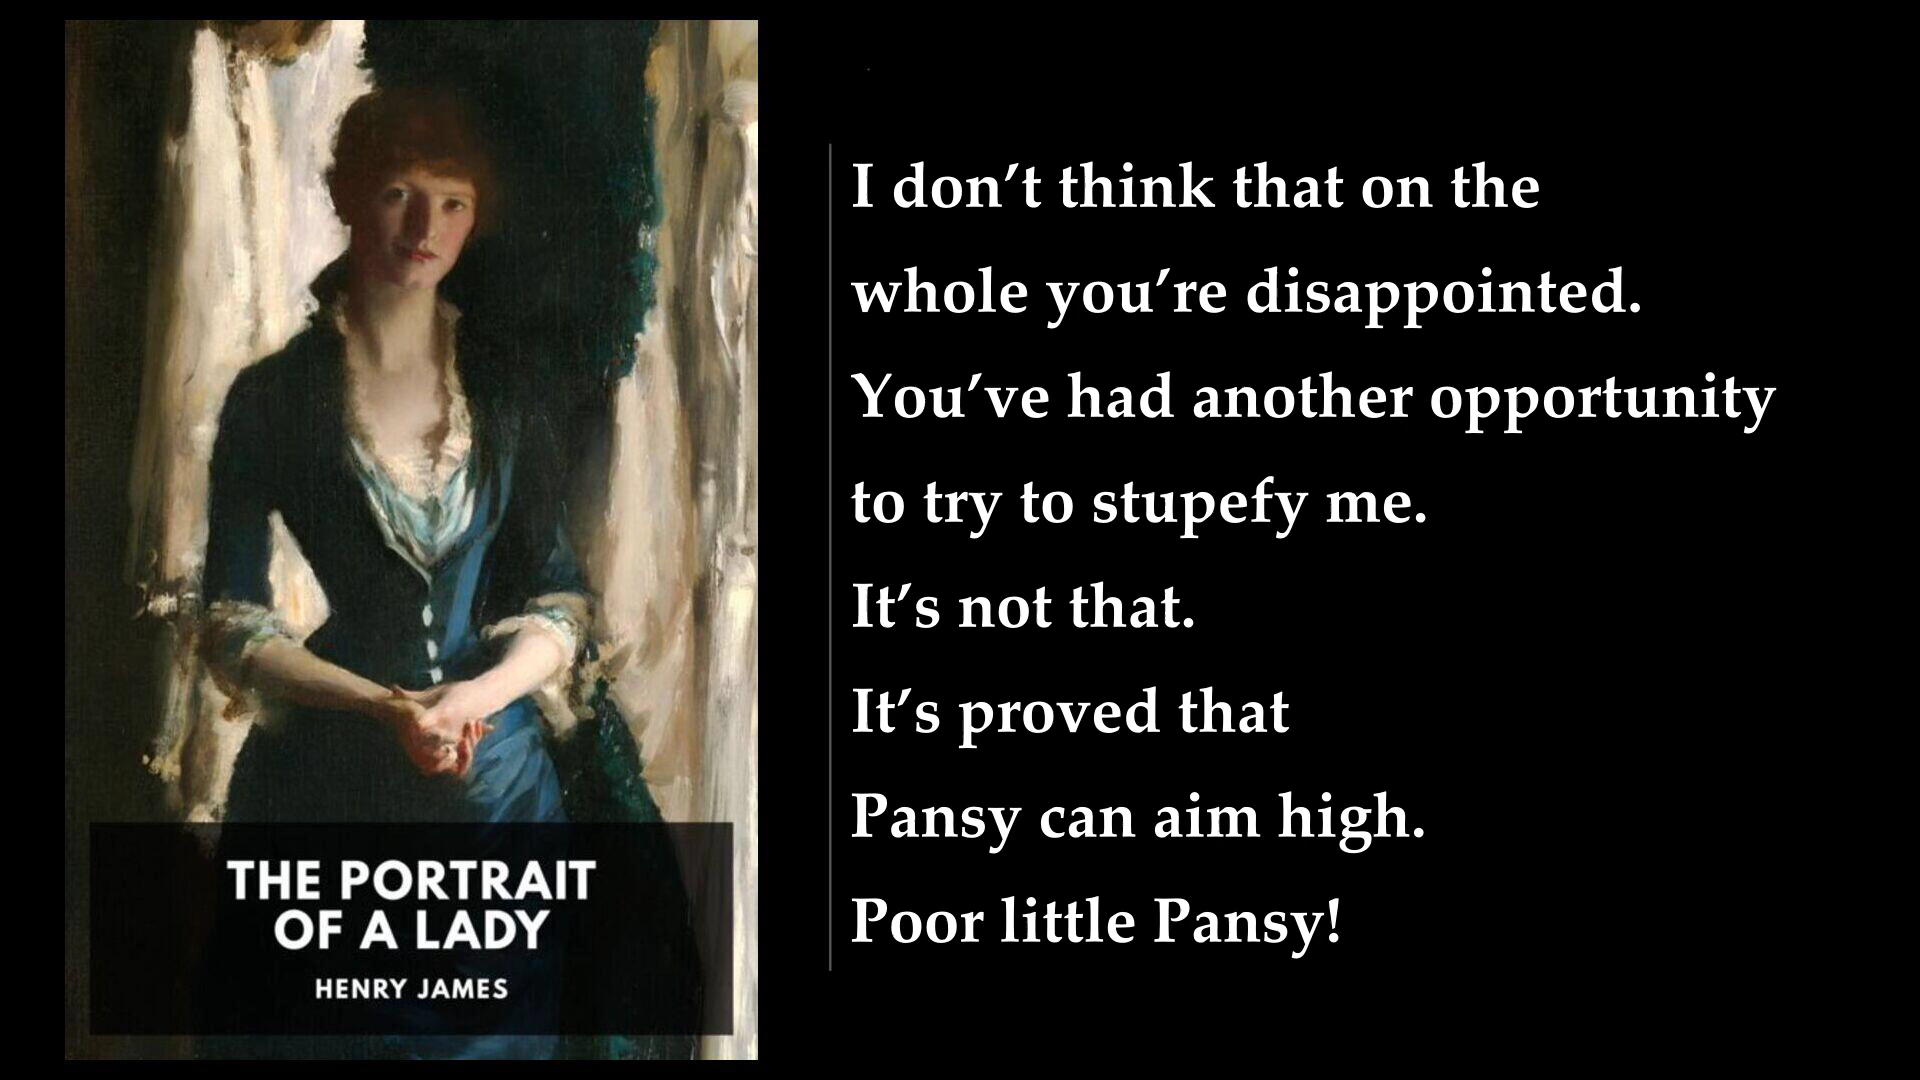 THE PORTRAIT
OF A LADY
HENRY JAMES
I don’t think that on the
whole you’re disappointed.
You’ve had another opportunity
to try to stupefy me.
It’s not that.
It’s proved that
Pansy can aim high.
Poor little Pansy!